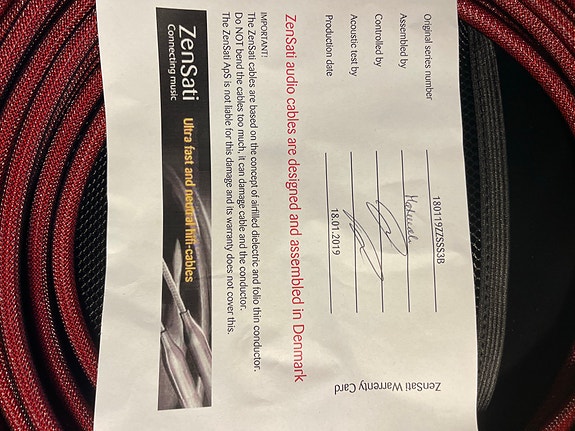 ZenSati Warrenty Card
Original series number 180119ZZSSS3B
Assembled by
Controlled by
Acoustic test by
Production date 18.01.2019
ZenSati audio cables are designed and assembled in Denmark
IMPORTANT!
The ZenSati cables are based on the concept of airfilled dielectric and folio thin conductor.
Do NOT bend the cables too much, it can damage cable and the conductor.
The ZenSati ApS is not liable for this damage and its warranty does not cover this.
ZenSati
Connecting music
Ultra fast and neutral hifi-cables